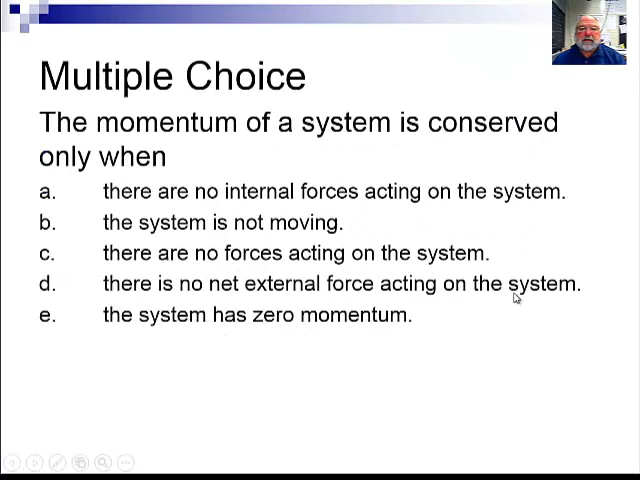 Multiple Choice
The momentum of a system is conserved
only when
a. there are no internal forces acting on the system.
b. the system is not moving.
c. there are no forces acting on the system.
d. there is no net external force acting on the system.
e. the system has zero momentum.